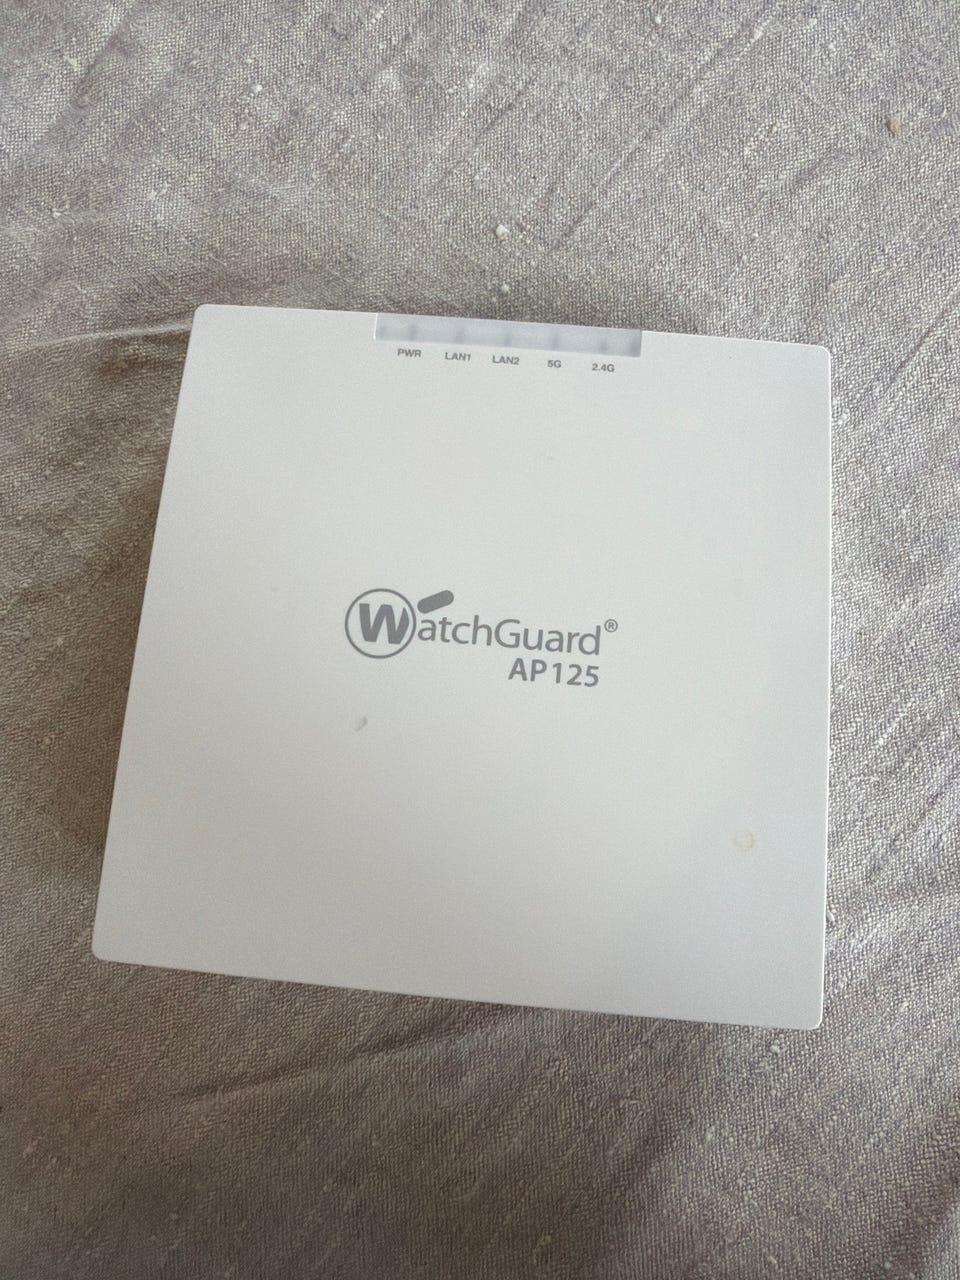 PWR LAN1 LAN2 5G 2.4G
WatchGuard®
AP125